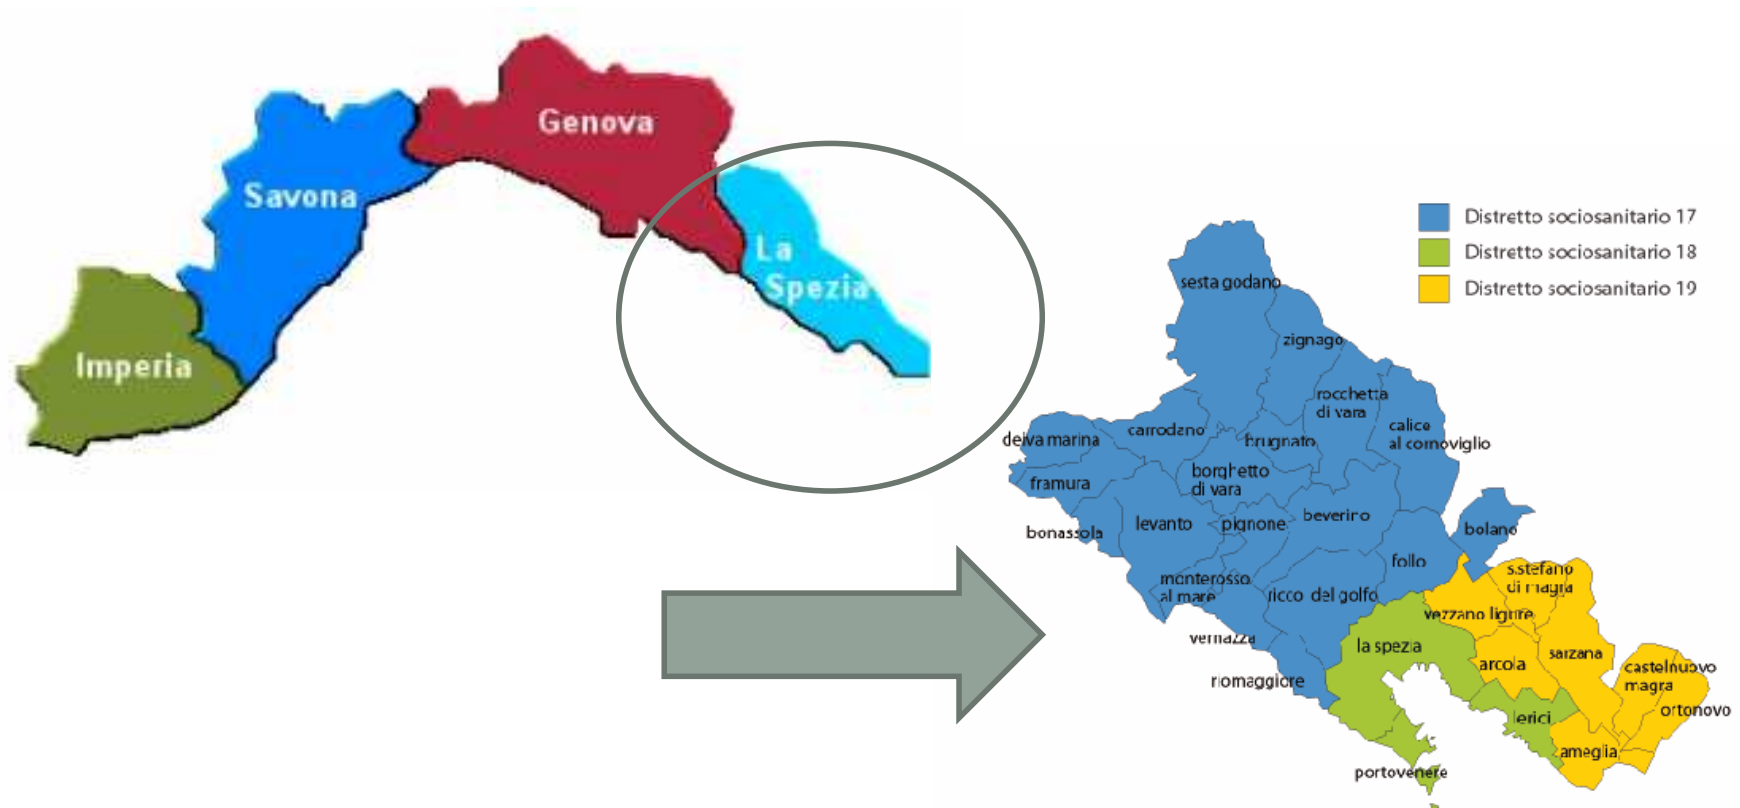 Genova
Savona
La
Spezia
Imperia
Distretto sociosanitario 17
Distretto sociosanitario 18
Distretto sociosanitario 19
sesta godano
zignago
rocchetta
di vara
calice
al cornoviglio
deiva marina
carrodano
brugnato
borghetto
di vara
framura
levanto
pignone
beverino
bonassola
bolano
follo
s.stefano
di magra
monterosso
al mare
ricco del golfo
vezzano ligure
vernazza
la spezia
arcola
sarzana
castelnuovo
magra
riomaggiore
ortonovo
lerici
ameglia
portovenere